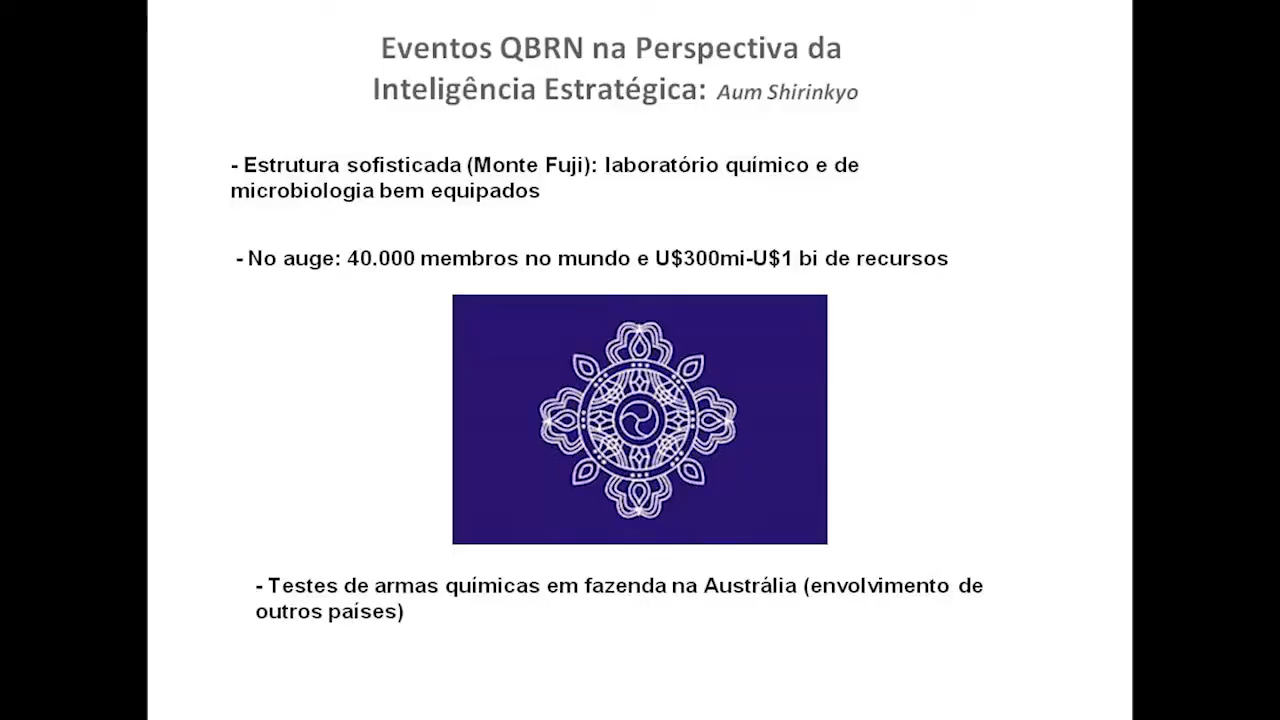 Eventos QBRN na Perspectiva da
Inteligência Estratégica: Aum Shirinkyo
- Estrutura sofisticada (Monte Fuji): laboratório químico e de
microbiologia bem equipados
- No auge: 40.000 membros no mundo e U$300mi-U$1 bi de recursos
- Testes de armas químicas em fazenda na Austrália (envolvimento de
outros países)